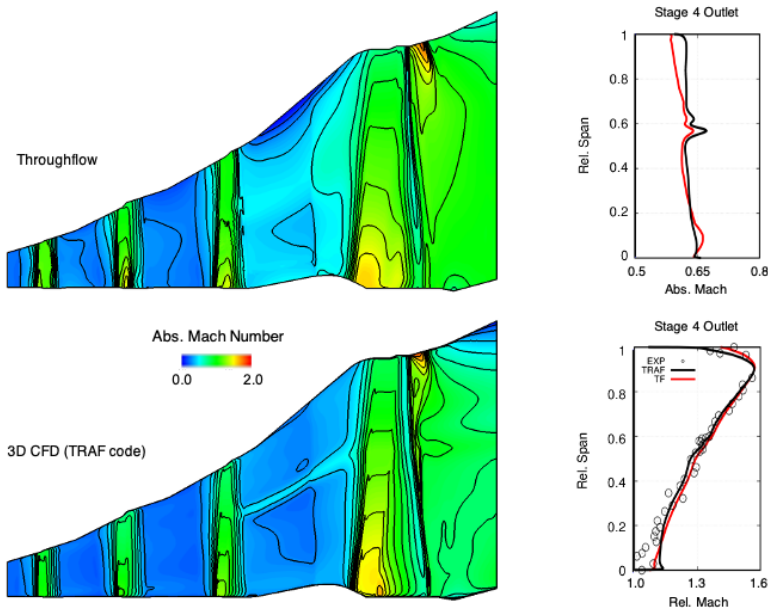 Stage 4 Outlet
1
0.8
0.6
0.4
0.2
0
Rel. Span
0.5 0.65 0.8
Abs. Mach
Throughflow
Abs. Mach Number
0.0 2.0
3D CFD (TRAF code)
Stage 4 Outlet
EXP
TRAF
TF
1
0.8
0.6
0.4
0.2
0
Rel. Span
1.0 1.3 1.6
Rel. Mach